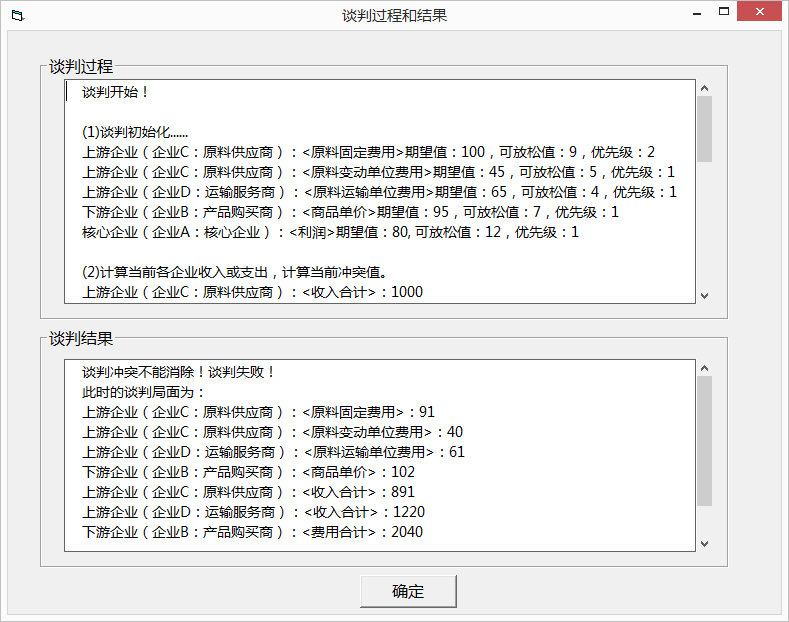 谈判过程和结果
谈判过程
谈判开始！
(1)谈判初始化......
上游企业（企业C：原料供应商）：<原料固定费用>期望值：100，可放松值：9，优先级：2
上游企业（企业C：原料供应商）：<原料变动单位费用>期望值：45，可放松值：5，优先级：1
上游企业（企业D：运输服务商）：<原料运输单位费用>期望值：65，可放松值：4，优先级：1
下游企业（企业B：产品购买商）：<商品单价>期望值：95，可放松值：7，优先级：1
核心企业（企业A：核心企业）：<利润>期望值：80, 可放松值：12，优先级：1
(2)计算当前各企业收入或支出，计算当前冲突值。
上游企业（企业C：原料供应商）：<收入合计>：1000
谈判结果
谈判冲突不能消除！谈判失败！
此时的谈判局面为：
上游企业（企业C：原料供应商）：<原料固定费用>：91
上游企业（企业C：原料供应商）：<原料变动单位费用>：40
上游企业（企业D：运输服务商）：<原料运输单位费用>：61
下游企业（企业B：产品购买商）：<商品单价>：102
上游企业（企业C：原料供应商）：<收入合计>：891
上游企业（企业D：运输服务商）：<收入合计>：1220
下游企业（企业B：产品购买商）：<费用合计>：2040
确定